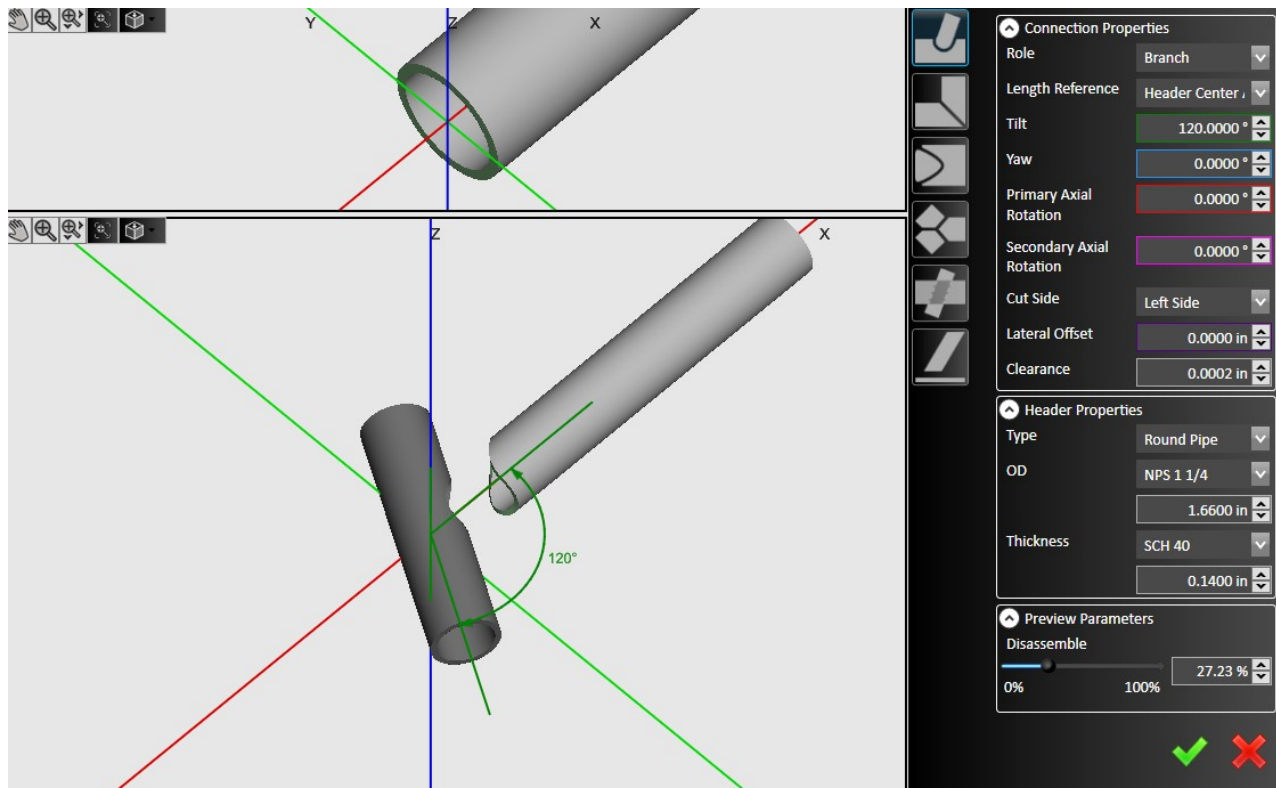 Y
Z
X
Z
X
120°
Connection Properties
Role
Branch
Length Reference
Header Center
Tilt
120.0000 °
Yaw
0.0000 °
Primary Axial
Rotation
0.0000 °
Secondary Axial
Rotation
0.0000 °
Cut Side
Left Side
Lateral Offset
0.0000 in
Clearance
0.0002 in
Header Properties
Type
Round Pipe
OD
NPS 1 1/4
1.6600 in
Thickness
SCH 40
0.1400 in
Preview Parameters
Disassemble
27.23 %
0%
100%